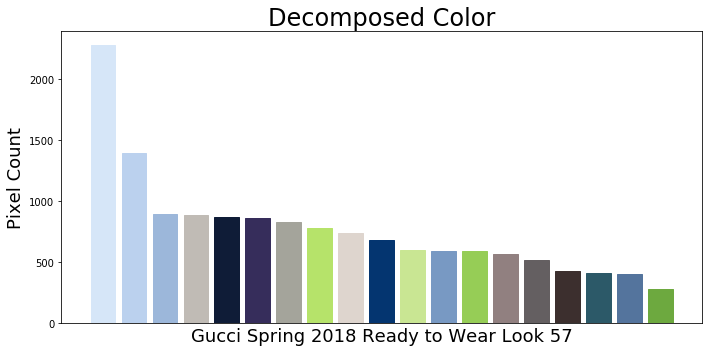 Decomposed Color
Pixel Count
2000
1500
1000
500
0
Gucci Spring 2018 Ready to Wear Look 57